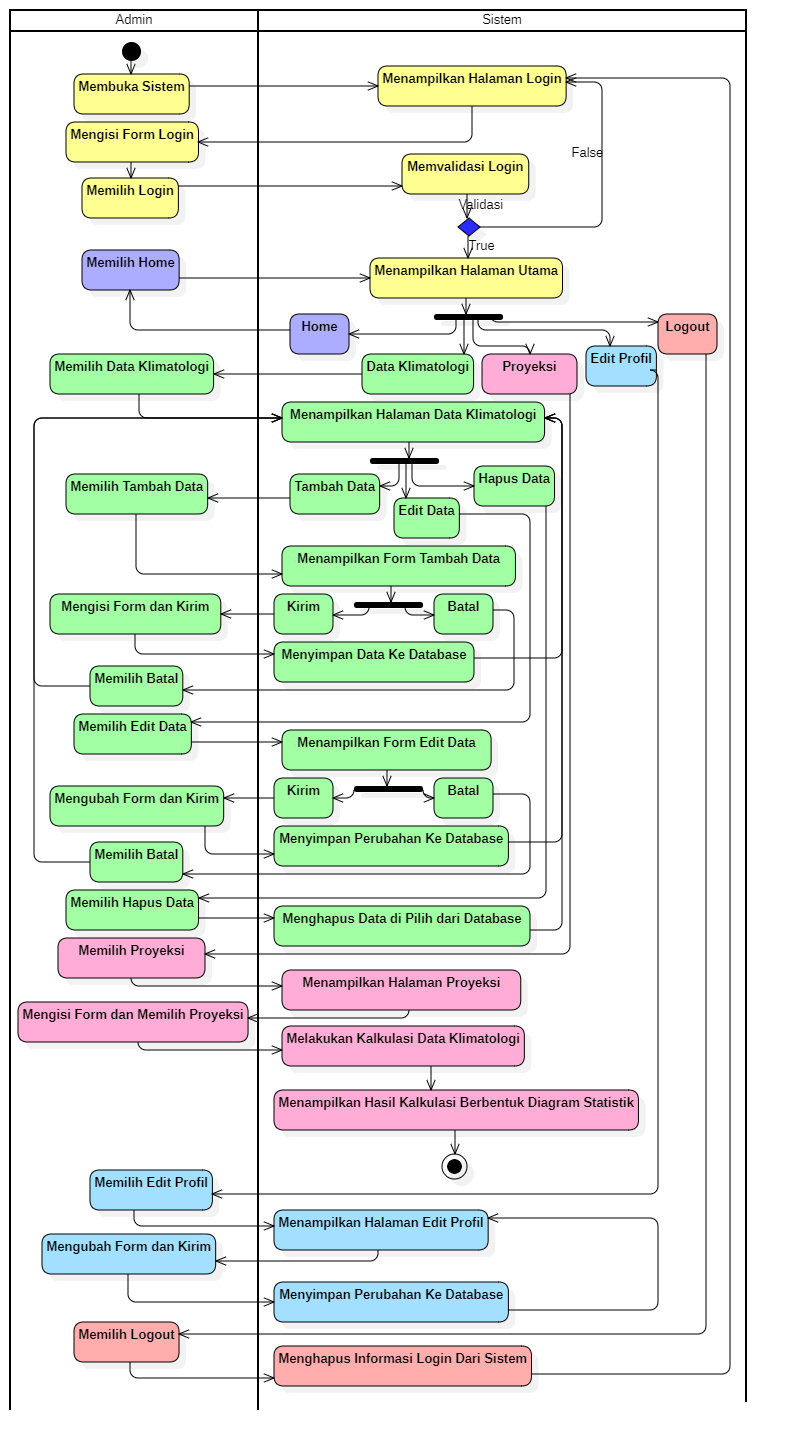 Admin
Sistem
Membuka Sistem
Menampilkan Halaman Login
Mengisi Form Login
False
Memvalidasi Login
Memilih Login
Validasi
True
Memilih Home
Menampilkan Halaman Utama
Home
Logout
Memilih Data Klimatologi
Data Klimatologi
Proyeksi
Edit Profil
Menampilkan Halaman Data Klimatologi
Memilih Tambah Data
Tambah Data
Hapus Data
Edit Data
Menampilkan Form Tambah Data
Mengisi Form dan Kirim
Kirim
Batal
Menyimpan Data Ke Database
Memilih Batal
Memilih Edit Data
Menampilkan Form Edit Data
Mengubah Form dan Kirim
Kirim
Batal
Menyimpan Perubahan Ke Database
Memilih Batal
Memilih Hapus Data
Menghapus Data di Pilih dari Database
Memilih Proyeksi
Menampilkan Halaman Proyeksi
Mengisi Form dan Memilih Proyeksi
Melakukan Kalkulasi Data Klimatologi
Menampilkan Hasil Kalkulasi Berbentuk Diagram Statistik
Memilih Edit Profil
Menampilkan Halaman Edit Profil
Mengubah Form dan Kirim
Menyimpan Perubahan Ke Database
Memilih Logout
Menghapus Informasi Login Dari Sistem